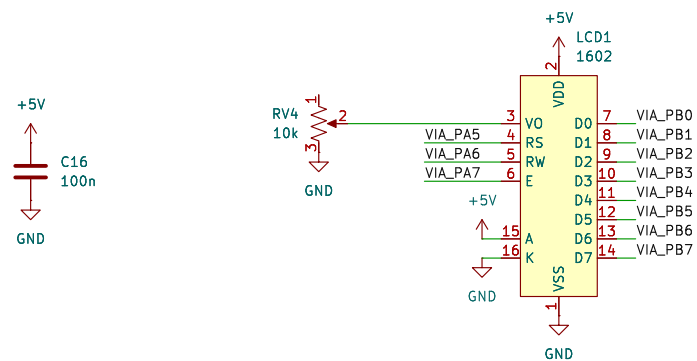 +5V
LCD1
1602
2
VDD
+5V
C16
100n
GND
RV4
10k
1
2
3
GND
3 VO D0 7 VIA_PB0
VIA_PA5 4 RS D1 8 VIA_PB1
VIA_PA6 5 RW D2 9 VIA_PB2
VIA_PA7 6 E D3 10 VIA_PB3
D4 11 VIA_PB4
+5V
D5 12 VIA_PB5
15 A D6 13 VIA_PB6
16 K D7 14 VIA_PB7
GND
VSS
1
GND